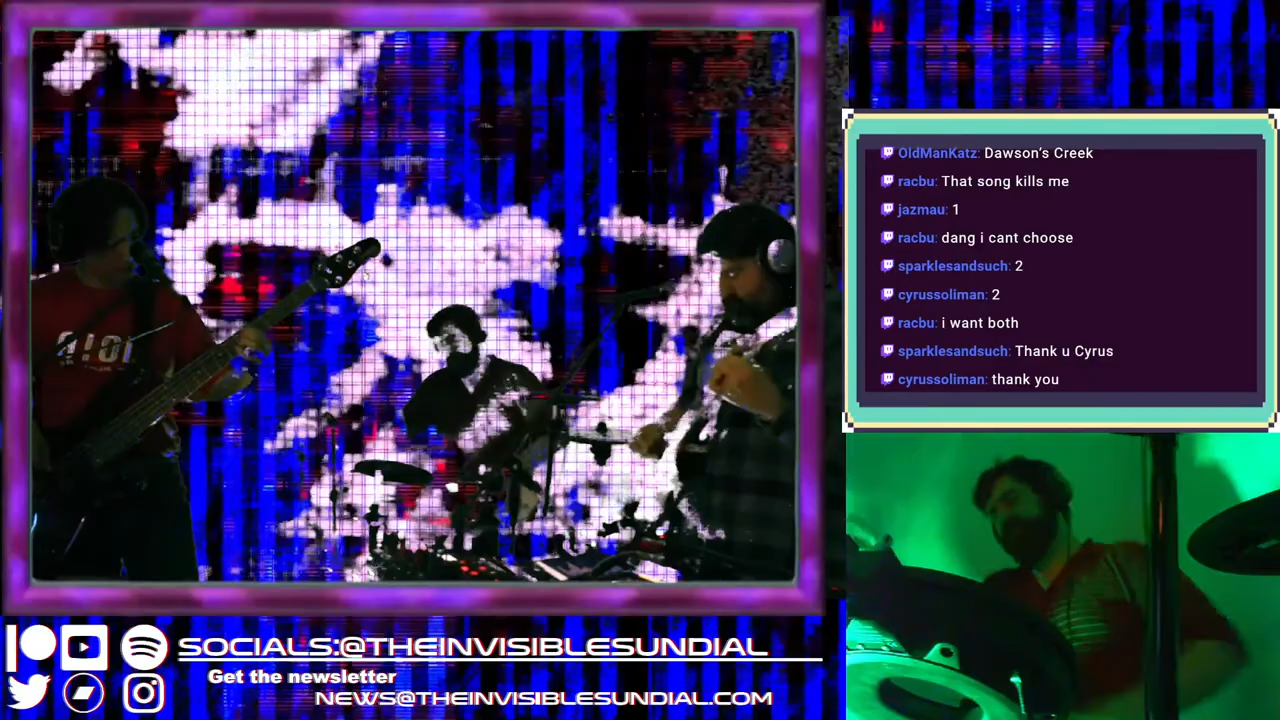 OldManKatz: Dawson's Creek
racbu: That song kills me
jazmau: 1
racbu: dang i cant choose
sparklesandsuch: 2
cyrussoliman: 2
racbu: i want both
sparklesandsuch: Thank u Cyrus
cyrussoliman: thank you
SOCIALS:@THEINVISIBLESUNDIAL
Get the newsletter
NEWS@THEINVISIBLESUNDIAL.COM